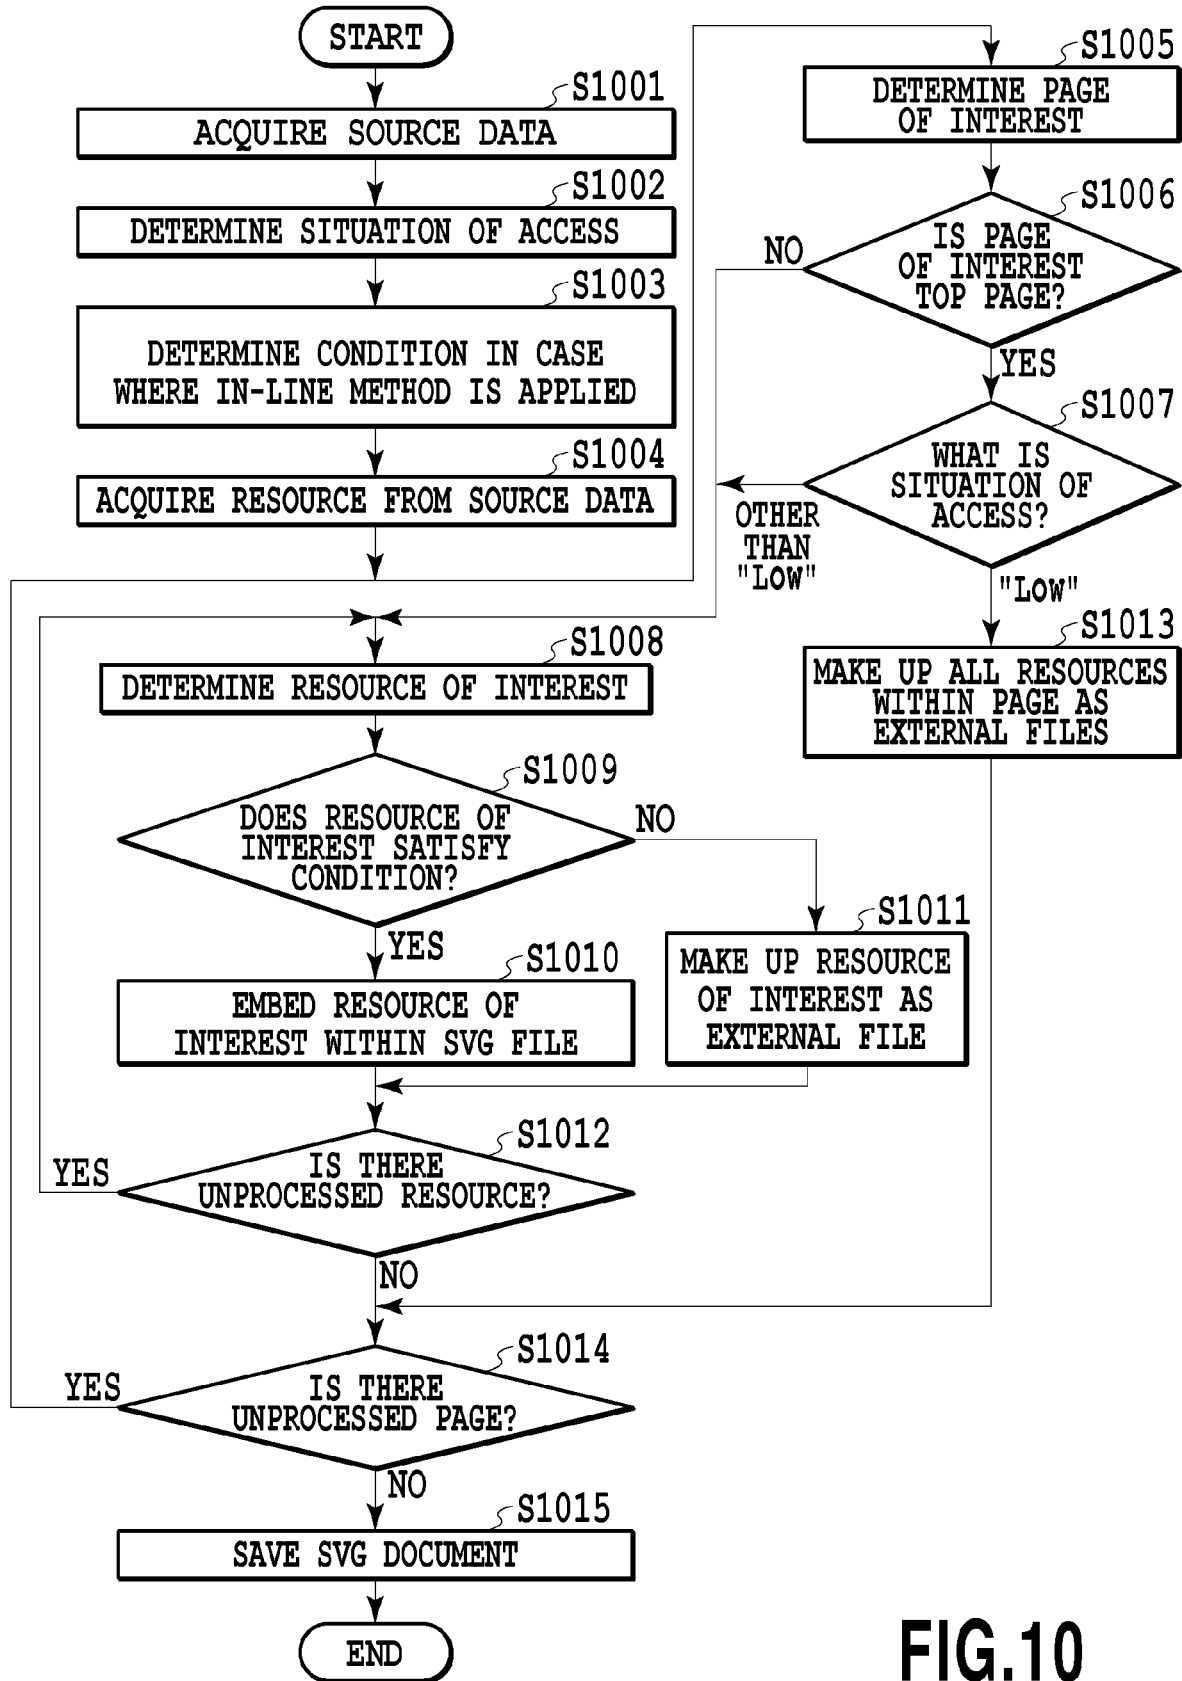 START
S1001
ACQUIRE SOURCE DATA
S1002
DETERMINE SITUATION OF ACCESS
S1003
DETERMINE CONDITION IN CASE
WHERE IN-LINE METHOD IS APPLIED
S1004
ACQUIRE RESOURCE FROM SOURCE DATA
S1005
DETERMINE PAGE
OF INTEREST
S1006
IS PAGE
OF INTEREST
TOP PAGE?
NO
YES
S1007
WHAT IS
SITUATION OF
ACCESS?
OTHER
THAN
"LOW"
"LOW"
S1013
MAKE UP ALL RESOURCES
WITHIN PAGE AS
EXTERNAL FILES
S1008
DETERMINE RESOURCE OF INTEREST
S1009
DOES RESOURCE OF
INTEREST SATISFY
CONDITION?
NO
YES
S1010
EMBED RESOURCE OF
INTEREST WITHIN SVG FILE
S1011
MAKE UP RESOURCE
OF INTEREST AS
EXTERNAL FILE
S1012
IS THERE
UNPROCESSED RESOURCE?
YES
NO
S1014
IS THERE
UNPROCESSED PAGE?
YES
NO
S1015
SAVE SVG DOCUMENT
END
FIG.10